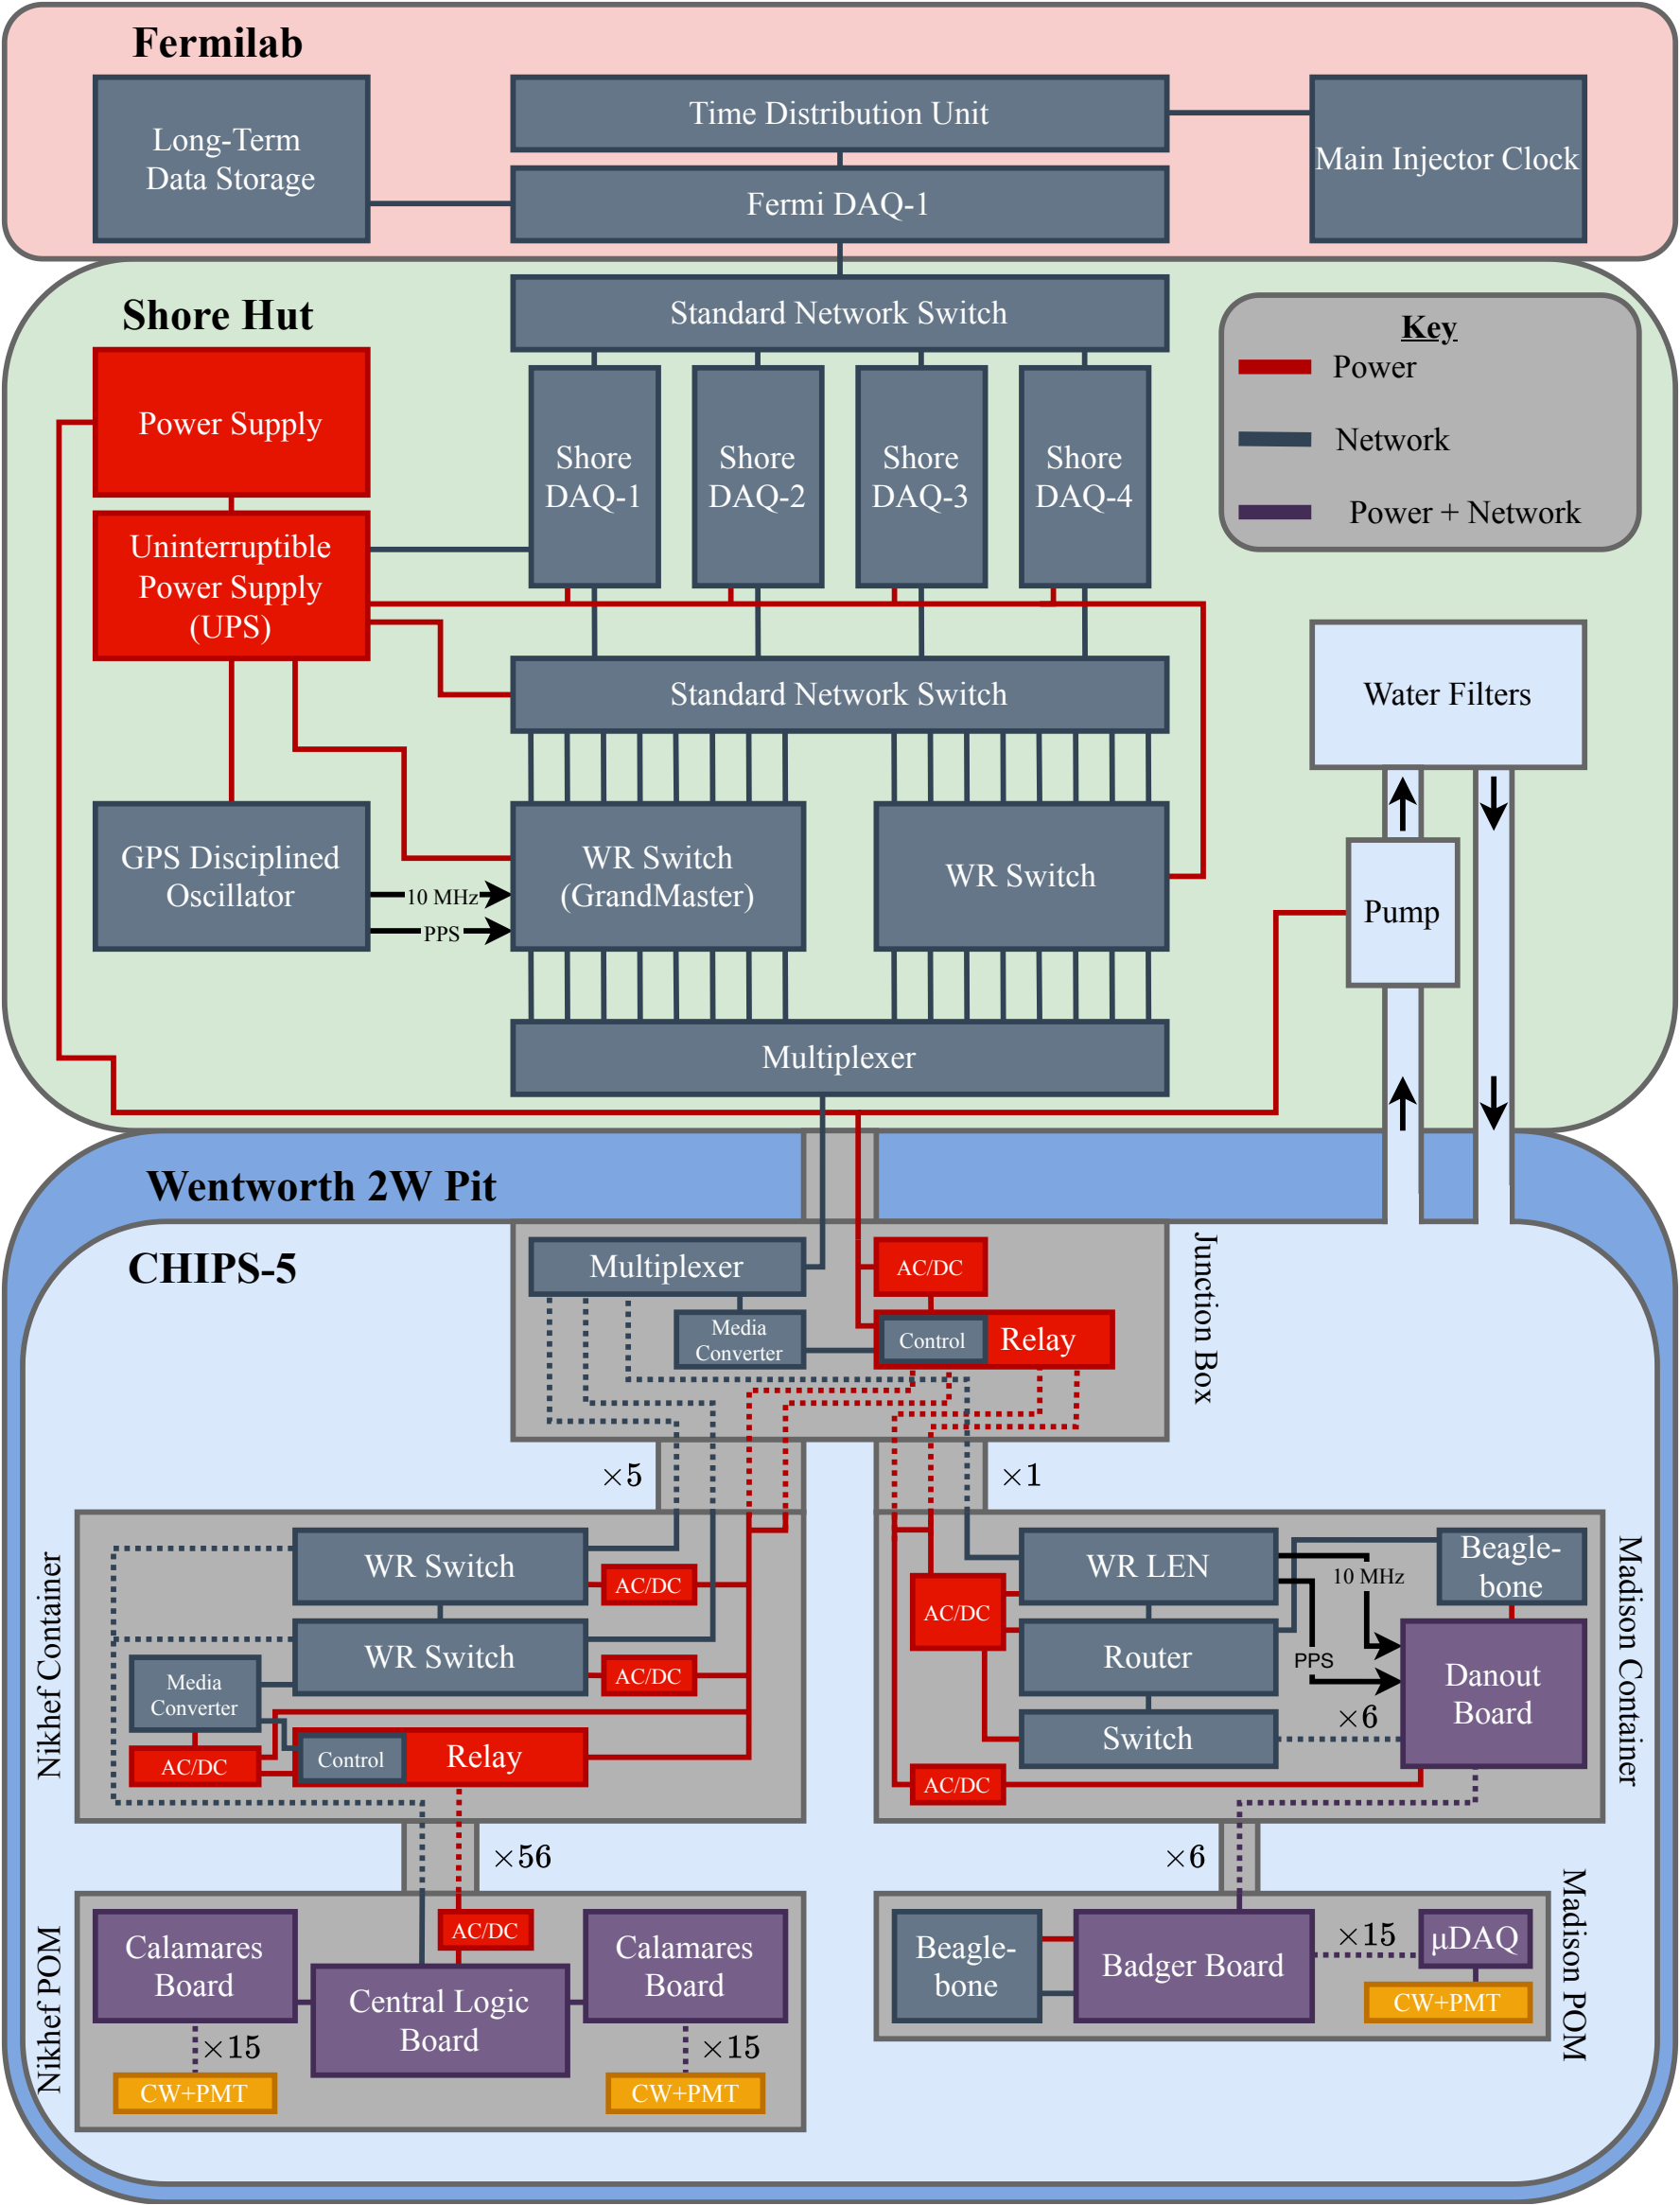 Fermilab
Long-Term
Data Storage
Time Distribution Unit
Fermi DAQ-1
Main Injector Clock
Shore Hut
Standard Network Switch
Key
Power
Network
Power + Network
Power Supply
Uninterruptible
Power Supply
(UPS)
Shore
DAQ-1
Shore
DAQ-2
Shore
DAQ-3
Shore
DAQ-4
Standard Network Switch
Water Filters
GPS Disciplined
Oscillator
10 MHz
PPS
WR Switch
(GrandMaster)
WR Switch
Pump
Multiplexer
Wentworth 2W Pit
CHIPS-5
Multiplexer
AC/DC
Media
Converter
Control
Relay
Junction Box
×5
×1
Nikhef Container
WR Switch
AC/DC
WR Switch
AC/DC
Media
Converter
AC/DC
Control
Relay
WR LEN
10 MHz
Beagle-
bone
AC/DC
Router
PPS
Danout
Board
×6
Switch
AC/DC
Madison Container
×56
×6
Nikhef POM
Calamares
Board
AC/DC
Calamares
Board
Central Logic
Board
×15
×15
CW+PMT
CW+PMT
Beagle-
bone
Badger Board
×15
μDAQ
CW+PMT
Madison POM